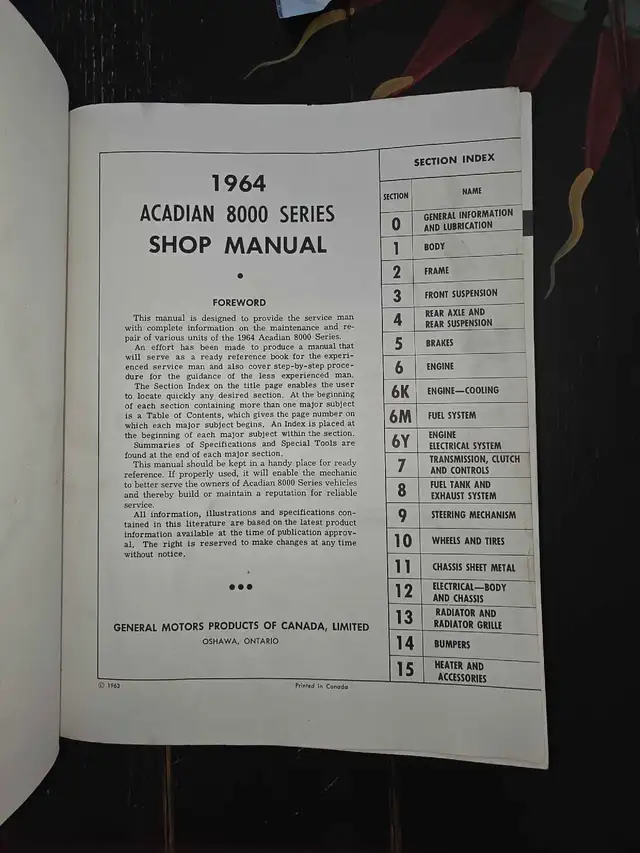 1964
ACADIAN 8000 SERIES
SHOP MANUAL
•
FOREWORD
This manual is designed to provide the service man
with complete information on the maintenance and re-
pair of various units of the 1964 Acadian 8000 Series.
An effort has been made to produce a manual that
will serve as a ready reference book for the experi-
enced service man and also cover step-by-step proce-
dure for the guidance of the less experienced man.
The Section Index on the title page enables the user
to locate quickly any desired section. At the beginning
of each section containing more than one major subject
is a Table of Contents, which gives the page number on
which each major subject begins. An Index is placed at
the beginning of each major subject within the section.
Summaries of Specifications and Special Tools are
found at the end of each major section.
This manual should be kept in a handy place for ready
reference. If properly used, it will enable the mechanic
to better serve the owners of Acadian 8000 Series vehicles
and thereby build or maintain a reputation for reliable
service.
All information, illustrations and specifications con-
tained in this literature are based on the latest product
information available at the time of publication approv-
al. The right is reserved to make changes at any time
without notice.
•••
GENERAL MOTORS PRODUCTS OF CANADA, LIMITED
OSHAWA, ONTARIO
© 1963
Printed in Canada
SECTION INDEX
SECTION NAME
0 GENERAL INFORMATION
AND LUBRICATION
1 BODY
2 FRAME
3 FRONT SUSPENSION
4 REAR AXLE AND
REAR SUSPENSION
5 BRAKES
6 ENGINE
6K ENGINE—COOLING
6M FUEL SYSTEM
6Y ENGINE
ELECTRICAL SYSTEM
7 TRANSMISSION, CLUTCH
AND CONTROLS
8 FUEL TANK AND
EXHAUST SYSTEM
9 STEERING MECHANISM
10 WHEELS AND TIRES
11 CHASSIS SHEET METAL
12 ELECTRICAL—BODY
AND CHASSIS
13 RADIATOR AND
RADIATOR GRILLE
14 BUMPERS
15 HEATER AND
ACCESSORIES